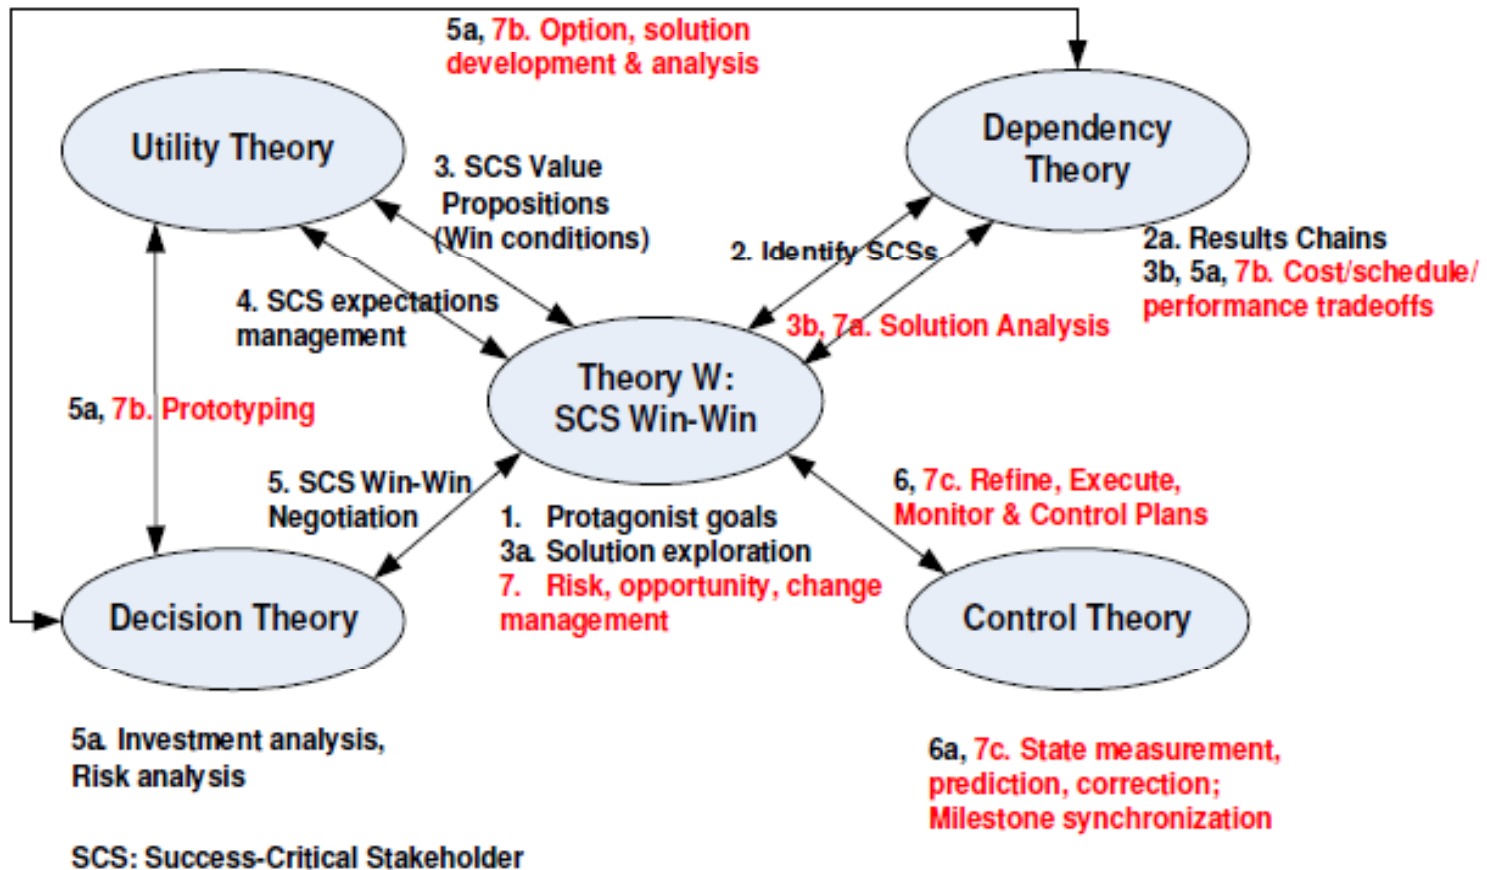 5a, 7b. Option, solution
development & analysis
Utility Theory
Dependency
Theory
3. SCS Value
Propositions
(Win conditions)
2. Identify SCSs
2a. Results Chains
3b, 5a, 7b. Cost/schedule/
performance tradeoffs
4. SCS expectations
management
3b, 7a. Solution Analysis
Theory W:
SCS Win-Win
5a, 7b. Prototyping
5. SCS Win-Win
Negotiation
6, 7c. Refine, Execute,
Monitor & Control Plans
1. Protagonist goals
3a. Solution exploration
7. Risk, opportunity, change
management
Decision Theory
Control Theory
5a. Investment analysis,
Risk analysis
6a, 7c. State measurement,
prediction, correction;
Milestone synchronization
SCS: Success-Critical Stakeholder